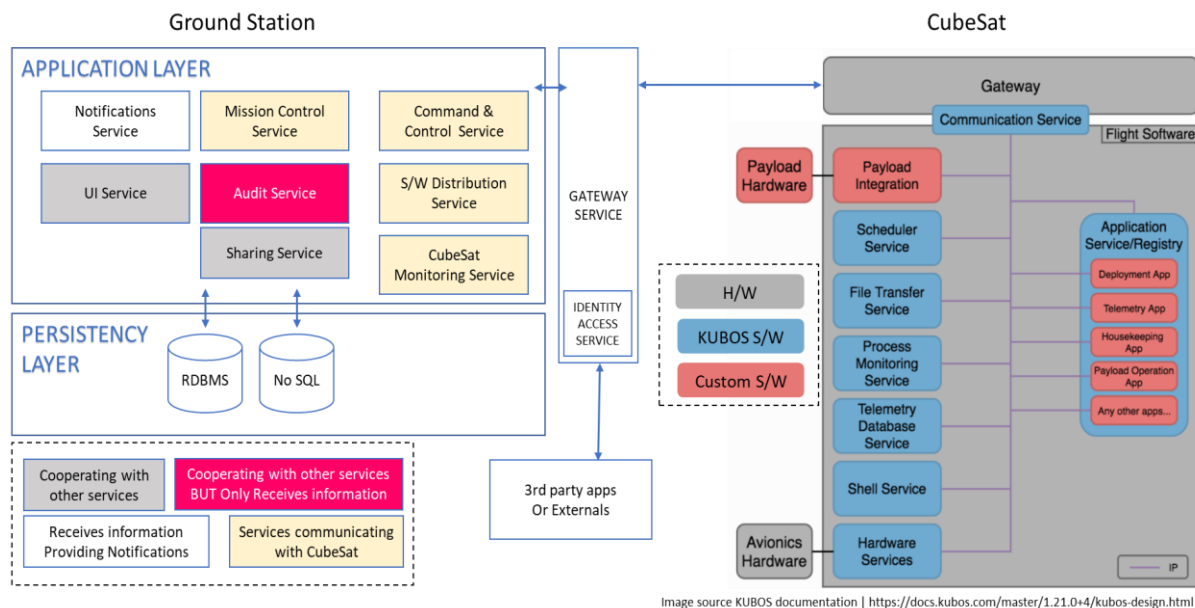 Ground Station
CubeSat
APPLICATION LAYER
Notifications
Service
Mission Control
Service
Command &
Control Service
UI Service
Audit Service
S/W Distribution
Service
Sharing Service
CubeSat
Monitoring Service
PERSISTENCY
LAYER
RDBMS
No SQL
Cooperating with
other services
Cooperating with other services
BUT Only Receives information
Receives information
Providing Notifications
Services communicating
with CubeSat
GATEWAY
SERVICE
IDENTITY
ACCESS
SERVICE
3rd party apps
Or Externals
H/W
KUBOS S/W
Custom S/W
Gateway
Communication Service
Flight Software
Payload
Hardware
Payload
Integration
Scheduler
Service
File Transfer
Service
Process
Monitoring
Service
Telemetry
Database
Service
Shell Service
Avionics
Hardware
Hardware
Services
Application
Service/Registry
Deployment App
Telemetry App
Housekeeping
App
Payload Operation
App
Any other apps...
IP
Image source KUBOS documentation | https://docs.kubos.com/master/1.21.0+4/kubos-design.html